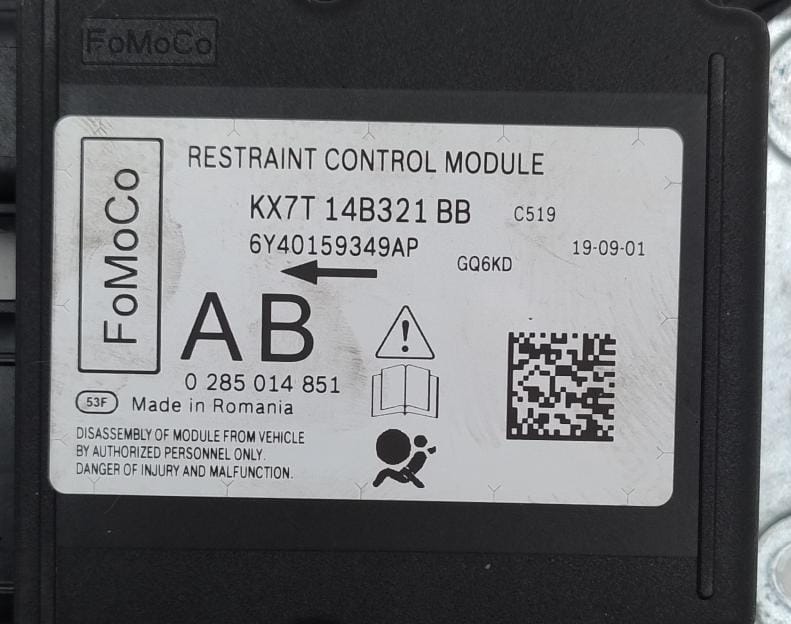 FoMoCo
FoMoCo
RESTRAINT CONTROL MODULE
KX7T 14B321 BB C519
6Y40159349AP GQ6KD 19-09-01
AB
0 285 014 851
53F Made in Romania
DISASSEMBLY OF MODULE FROM VEHICLE
BY AUTHORIZED PERSONNEL ONLY.
DANGER OF INJURY AND MALFUNCTION.